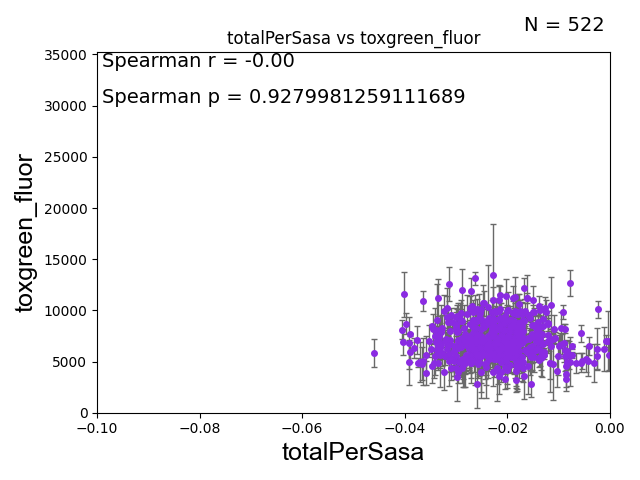 N = 522
totalPerSasa vs toxgreen_fluor
Spearman r = -0.00
Spearman p = 0.9279981259111689
35000
30000
25000
20000
15000
10000
5000
0
toxgreen_fluor
−0.10
−0.08
−0.06
−0.04
−0.02
0.00
totalPerSasa